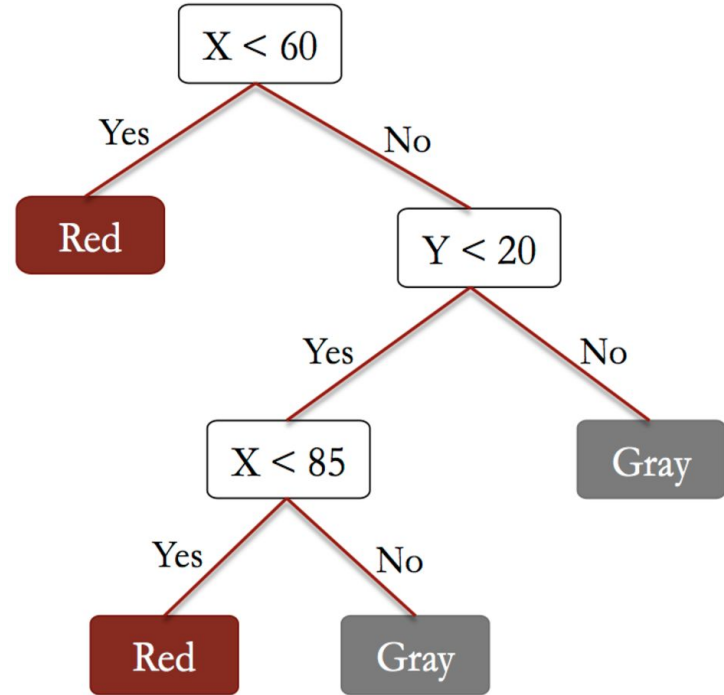 X < 60
Yes
No
Red
Y < 20
Yes
No
X < 85
Gray
Yes
No
Red
Gray